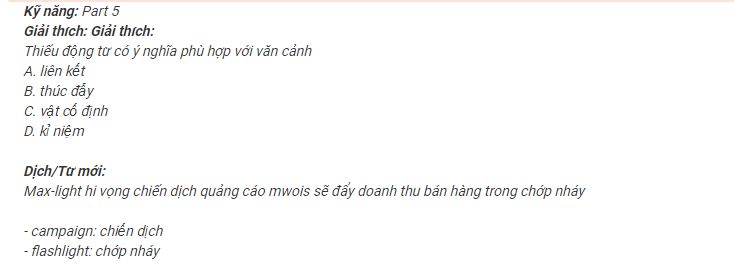 Kỹ năng: Part 5
Giải thích: Giải thích:
Thiếu động từ có ý nghĩa phù hợp với văn cảnh
A. liên kết
B. thúc đẩy
C. vật cố định
D. kỉ niệm
Dịch/Từ mới:
Max-light hi vọng chiến dịch quảng cáo mwois sẽ đẩy doanh thu bán hàng trong chớp nháy
- campaign: chiến dịch
- flashlight: chớp nháy